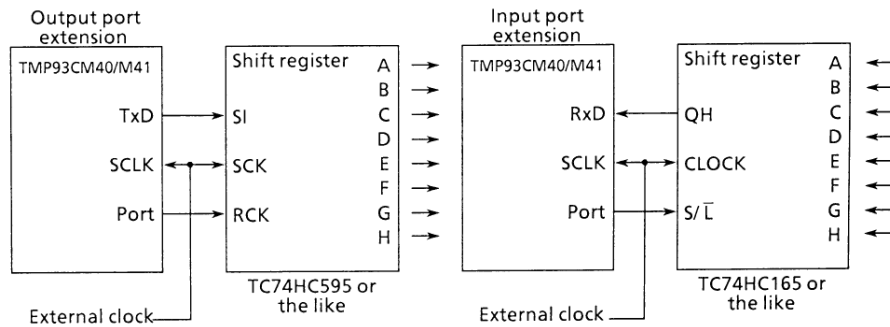 Output port
extension
TMP93CM40/M41
TxD
SCLK
Port
Shift register
SI
SCK
RCK
A
B
C
D
E
F
G
H
TC74HC595 or
the like
External clock
Input port
extension
TMP93CM40/M41
RxD
SCLK
Port
Shift register
QH
CLOCK
S/L̅
A
B
C
D
E
F
G
H
TC74HC165 or
the like
External clock